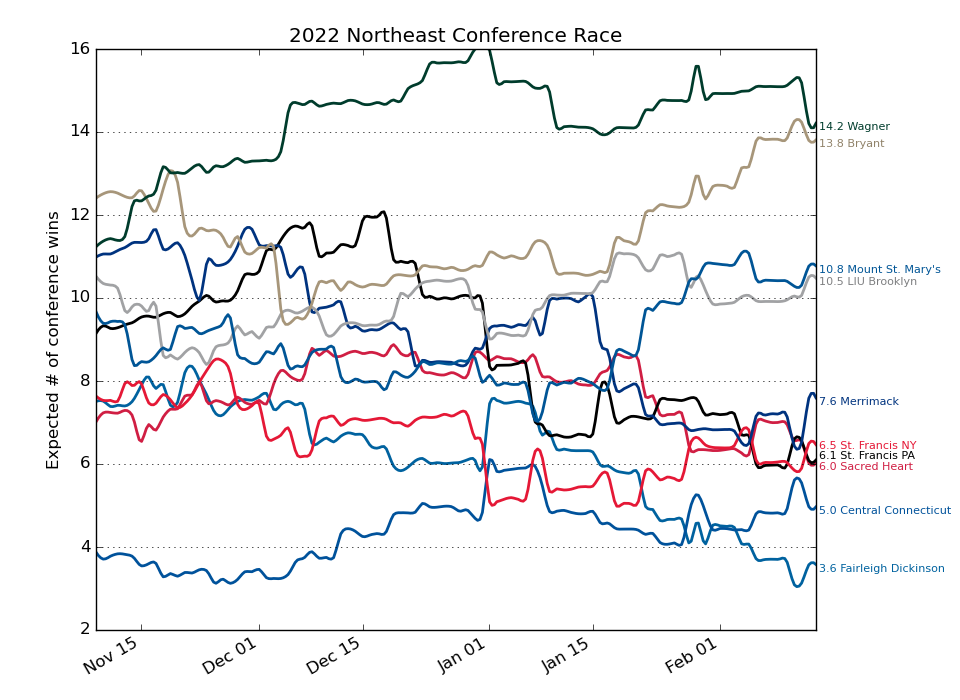 2022 Northeast Conference Race
Expected # of conference wins
16
14
12
10
8
6
4
2
Nov 15
Dec 01
Dec 15
Jan 01
Jan 15
Feb 01
14.2 Wagner
13.8 Bryant
10.8 Mount St. Mary's
10.5 LIU Brooklyn
7.6 Merrimack
6.5 St. Francis NY
6.1 St. Francis PA
6.0 Sacred Heart
5.0 Central Connecticut
3.6 Fairleigh Dickinson